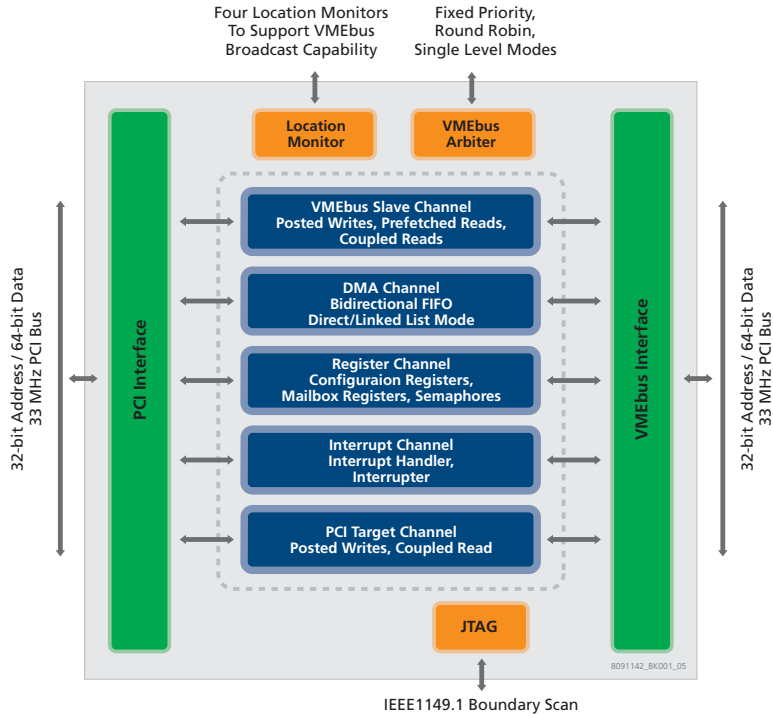 Four Location Monitors
To Support VMEbus
Broadcast Capability
Fixed Priority,
Round Robin,
Single Level Modes
Location
Monitor
VMEbus
Arbiter
32-bit Address / 64-bit Data
33 MHz PCI Bus
PCI Interface
VMEbus Slave Channel
Posted Writes, Prefetched Reads,
Coupled Reads
DMA Channel
Bidirectional FIFO
Direct/Linked List Mode
Register Channel
Configuraion Registers,
Mailbox Registers, Semaphores
Interrupt Channel
Interrupt Handler,
Interrupter
PCI Target Channel
Posted Writes, Coupled Read
VMEbus Interface
32-bit Address / 64-bit Data
33 MHz PCI Bus
JTAG
8091142_BK001_05
IEEE1149.1 Boundary Scan